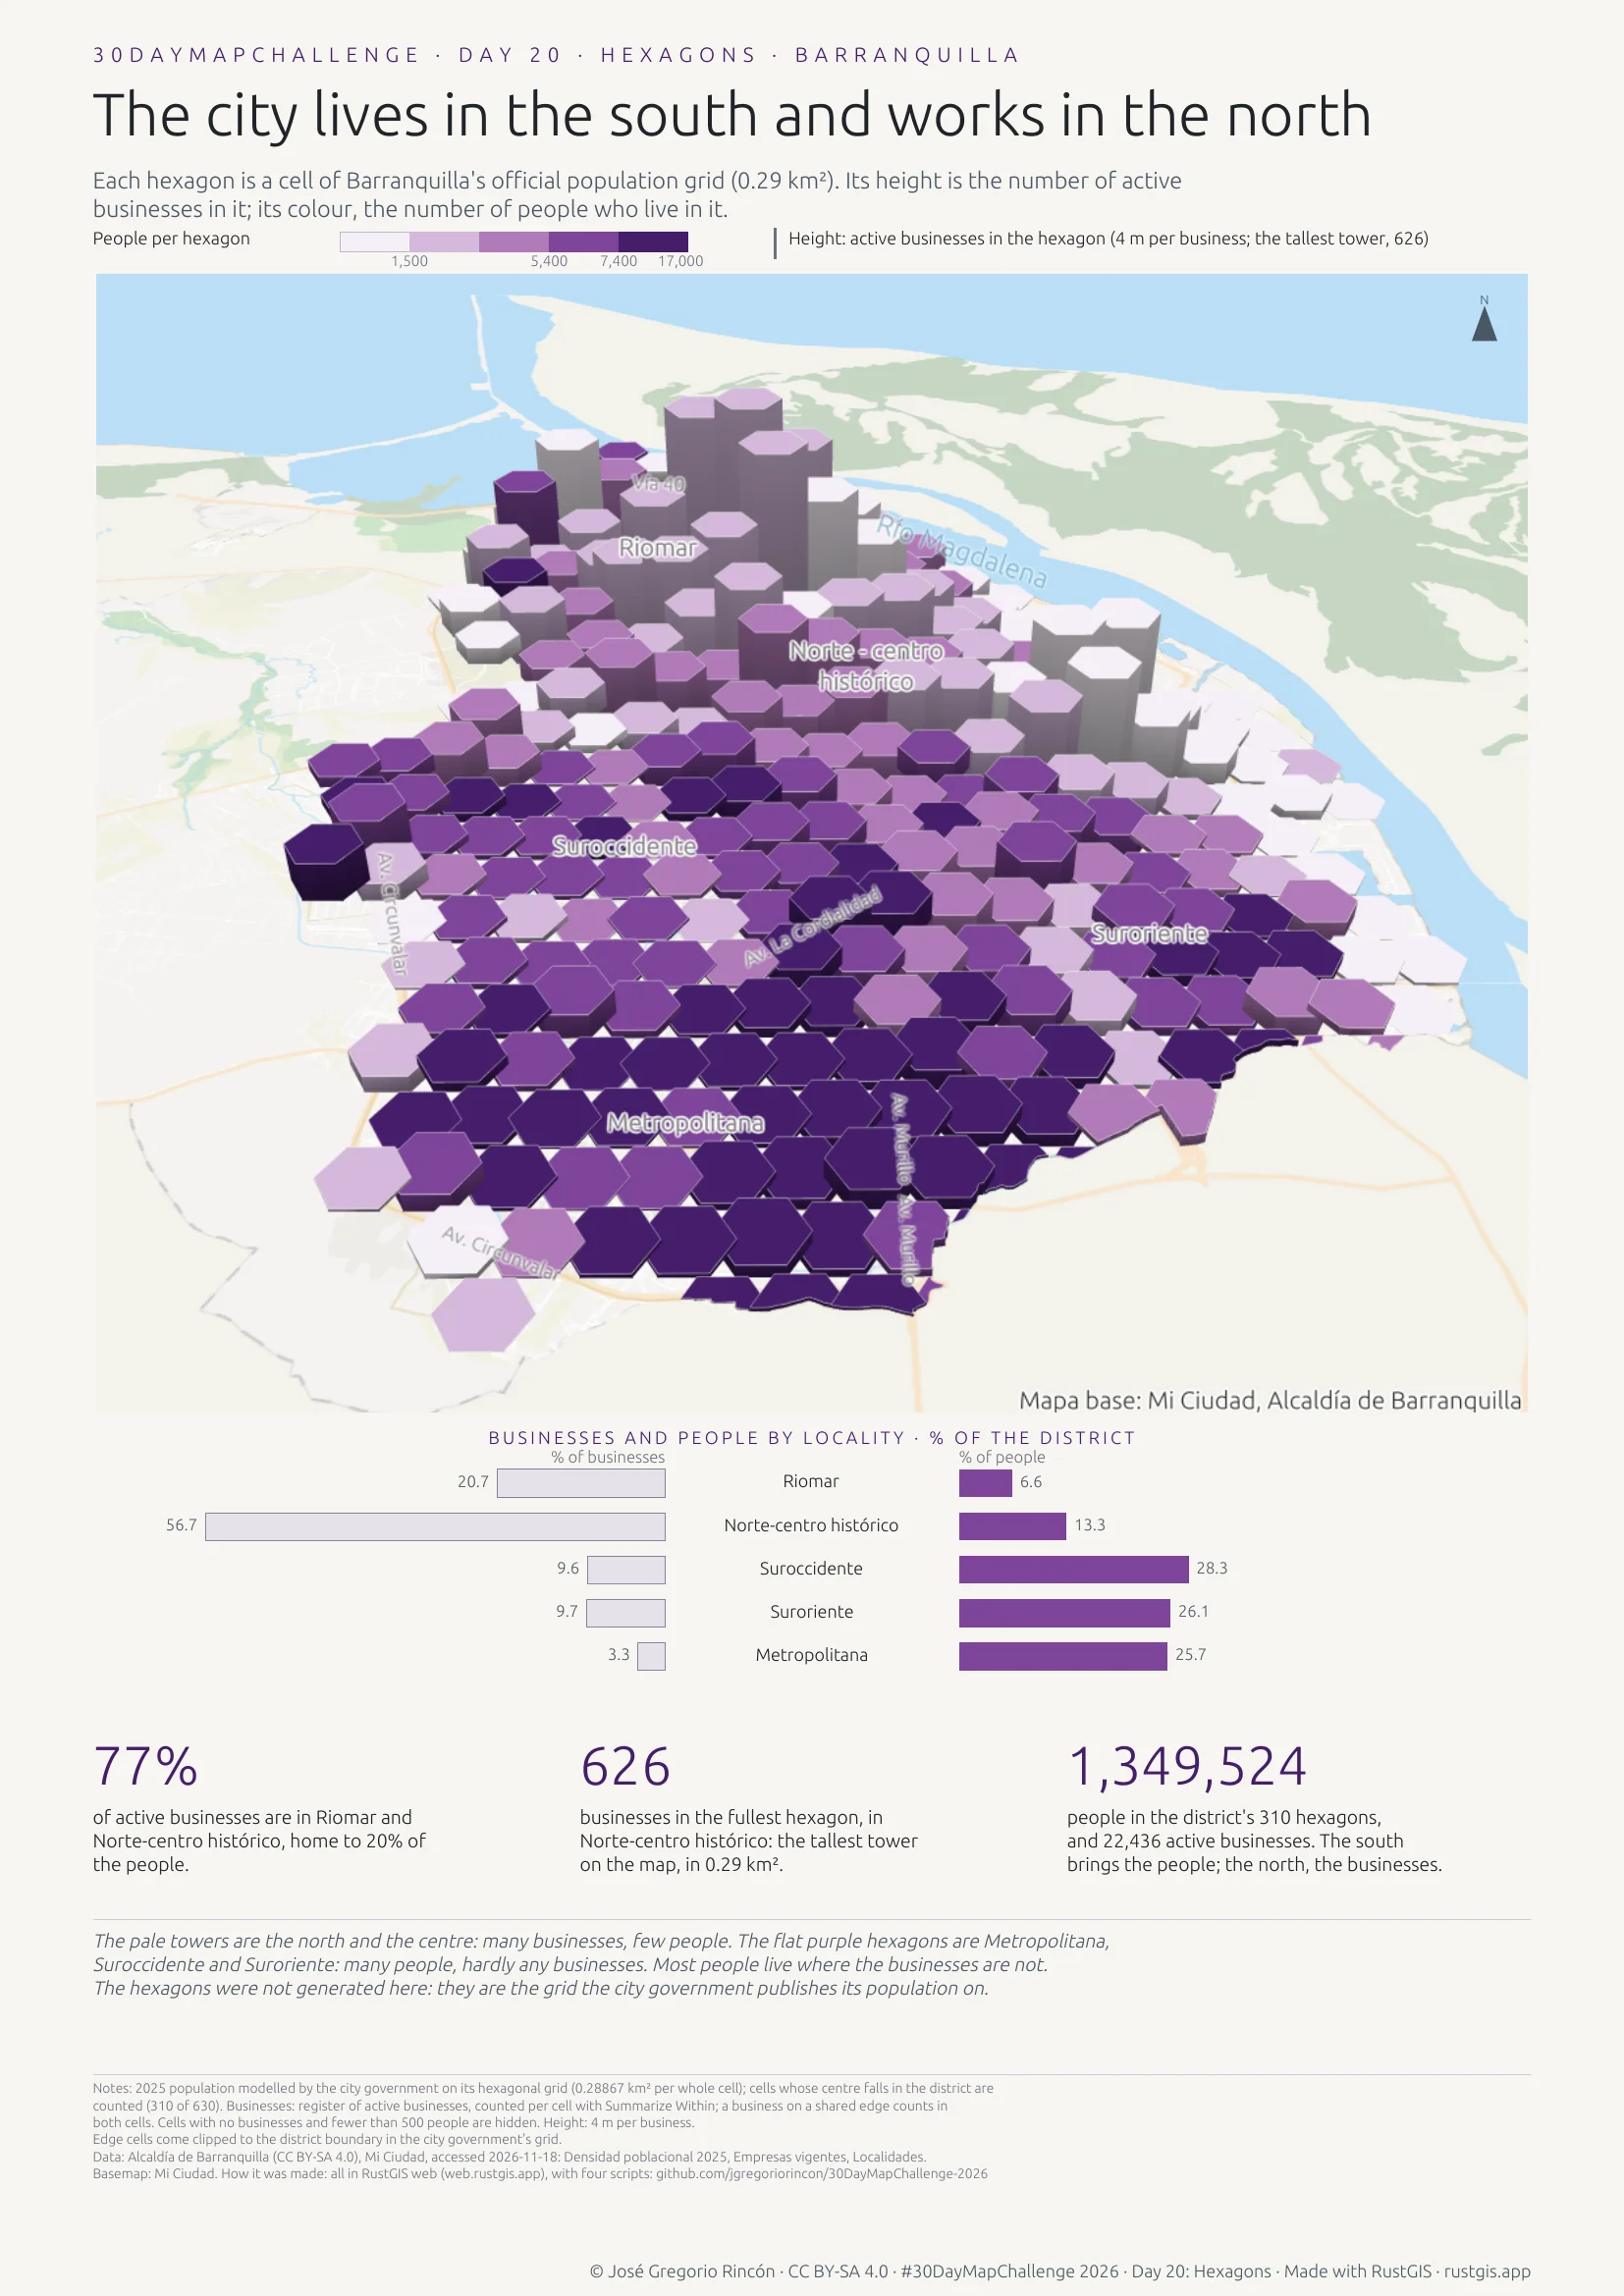 30DAYMAPCHALLENGE · DAY 20 · HEXAGONS · BARRANQUILLA
The city lives in the south and works in the north
Each hexagon is a cell of Barranquilla's official population grid (0.29 km²). Its height is the number of active
businesses in it; its colour, the number of people who live in it.
People per hexagon
1,500 5,400 7,400 17,000
Height: active businesses in the hexagon (4 m per business; the tallest tower, 626)
N
Vía 40
Río Magdalena
Riomar
Norte - centro
histórico
Suroccidente
Av. Circunvalar
Av. La Cordialidad
Suroriente
Metropolitana
Av. Murillo
Av. Murillo
Av. Circunvalar
Mapa base: Mi Ciudad, Alcaldía de Barranquilla
BUSINESSES AND PEOPLE BY LOCALITY · % OF THE DISTRICT
% of businesses % of people
20.7 Riomar 6.6
56.7 Norte-centro histórico 13.3
9.6 Suroccidente 28.3
9.7 Suroriente 26.1
3.3 Metropolitana 25.7
77%
of active businesses are in Riomar and
Norte-centro histórico, home to 20% of
the people.
626
businesses in the fullest hexagon, in
Norte-centro histórico: the tallest tower
on the map, in 0.29 km².
1,349,524
people in the district's 310 hexagons,
and 22,436 active businesses. The south
brings the people; the north, the businesses.
The pale towers are the north and the centre: many businesses, few people. The flat purple hexagons are Metropolitana,
Suroccidente and Suroriente: many people, hardly any businesses. Most people live where the businesses are not.
The hexagons were not generated here: they are the grid the city government publishes its population on.
Notes: 2025 population modelled by the city government on its hexagonal grid (0.28867 km² per whole cell); cells whose centre falls in the district are
counted (310 of 630). Businesses: register of active businesses, counted per cell with Summarize Within; a business on a shared edge counts in
both cells. Cells with no businesses and fewer than 500 people are hidden. Height: 4 m per business.
Edge cells come clipped to the district boundary in the city government's grid.
Data: Alcaldía de Barranquilla (CC BY-SA 4.0), Mi Ciudad, accessed 2026-11-18: Densidad poblacional 2025, Empresas vigentes, Localidades.
Basemap: Mi Ciudad. How it was made: all in RustGIS web (web.rustgis.app), with four scripts: github.com/jgregoriorincon/30DayMapChallenge-2026
© José Gregorio Rincón · CC BY-SA 4.0 · #30DayMapChallenge 2026 · Day 20: Hexagons · Made with RustGIS · rustgis.app